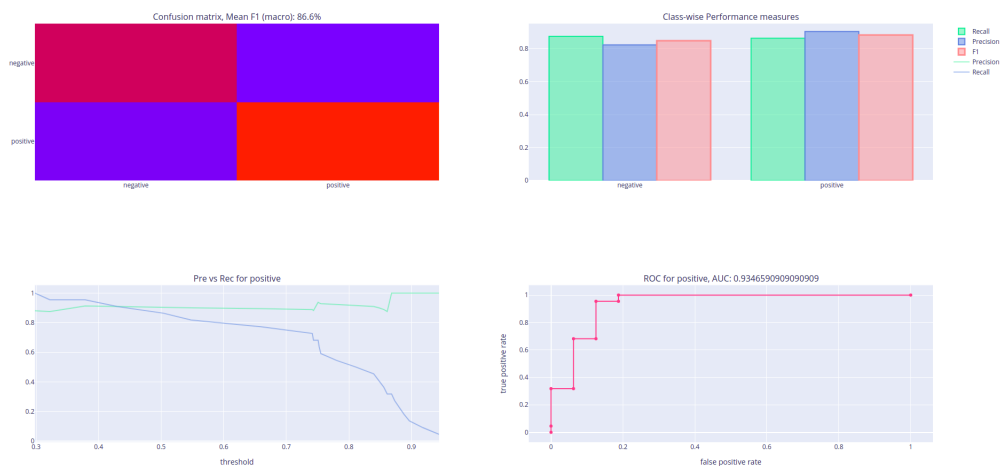 Confusion matrix, Mean F1 (macro): 86.6%
negative
positive
negative
positive
Class-wise Performance measures
0.8
0.6
0.4
0.2
0
negative
positive
Recall
Precision
F1
Precision
Recall
Pre vs Rec for positive
1
0.8
0.6
0.4
0.2
0
0.3
0.4
0.5
0.6
0.7
0.8
0.9
threshold
ROC for positive, AUC: 0.9346590909090909
true positive rate
1
0.8
0.6
0.4
0.2
0
0
0.2
0.4
0.6
0.8
1
false positive rate